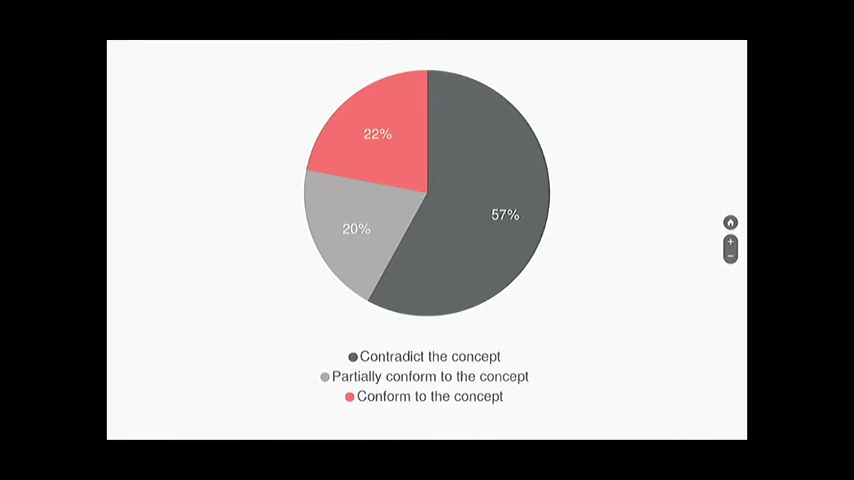 22%
57%
20%
Contradict the concept
Partially conform to the concept
Conform to the concept